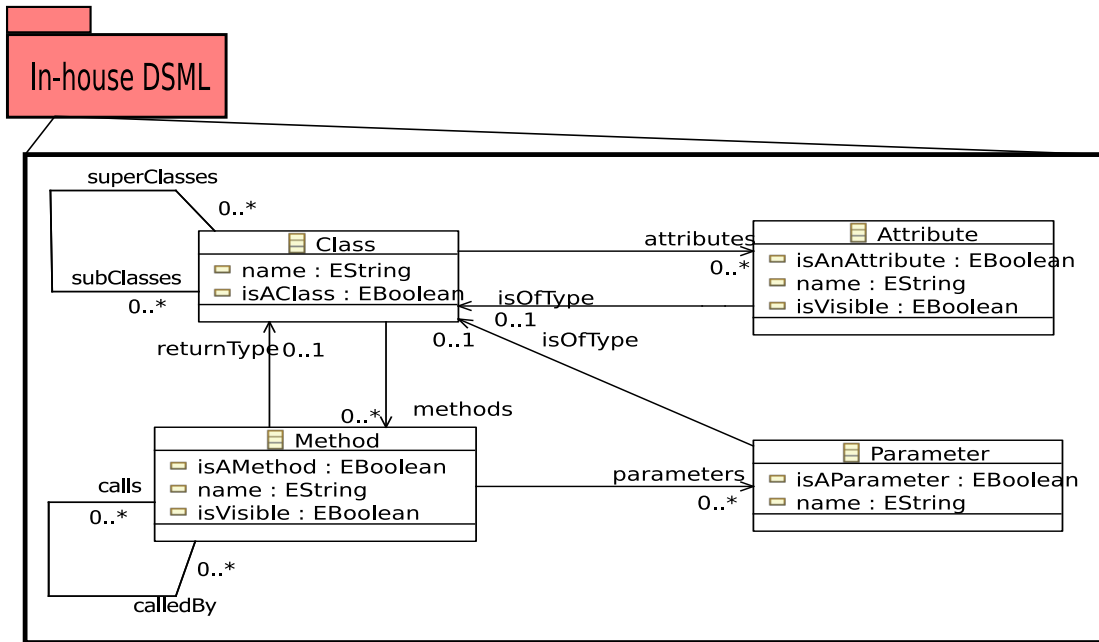 In-house DSML
superClasses
0..*
subClasses
0..*
Class
name : EString
isAClass : EBoolean
attributes
0..*
Attribute
isAnAttribute : EBoolean
name : EString
isVisible : EBoolean
isOfType
0..1
0..1
isOfType
returnType
0..1
0..*
methods
Method
isAMethod : EBoolean
name : EString
isVisible : EBoolean
calls
0..*
0..*
calledBy
parameters
0..*
Parameter
isAParameter : EBoolean
name : EString